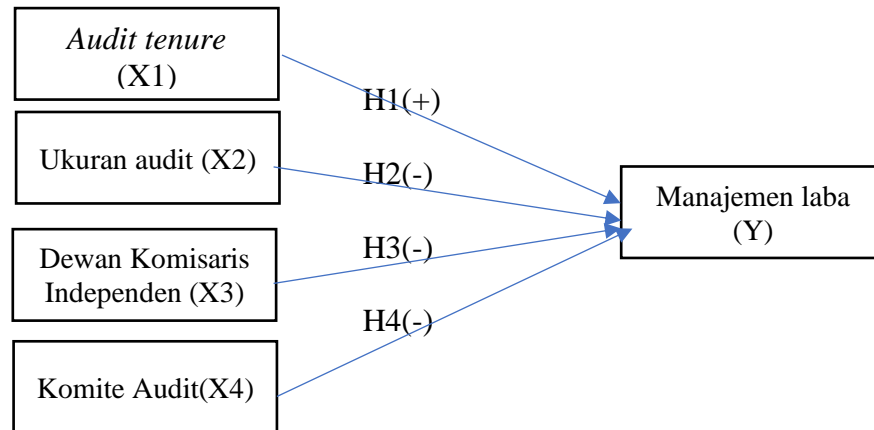 Audit tenure
(X1)
H1(+)
Ukuran audit (X2)
H2(-)
Manajemen laba
(Y)
Dewan Komisaris
Independen (X3)
H3(-)
H4(-)
Komite Audit(X4)